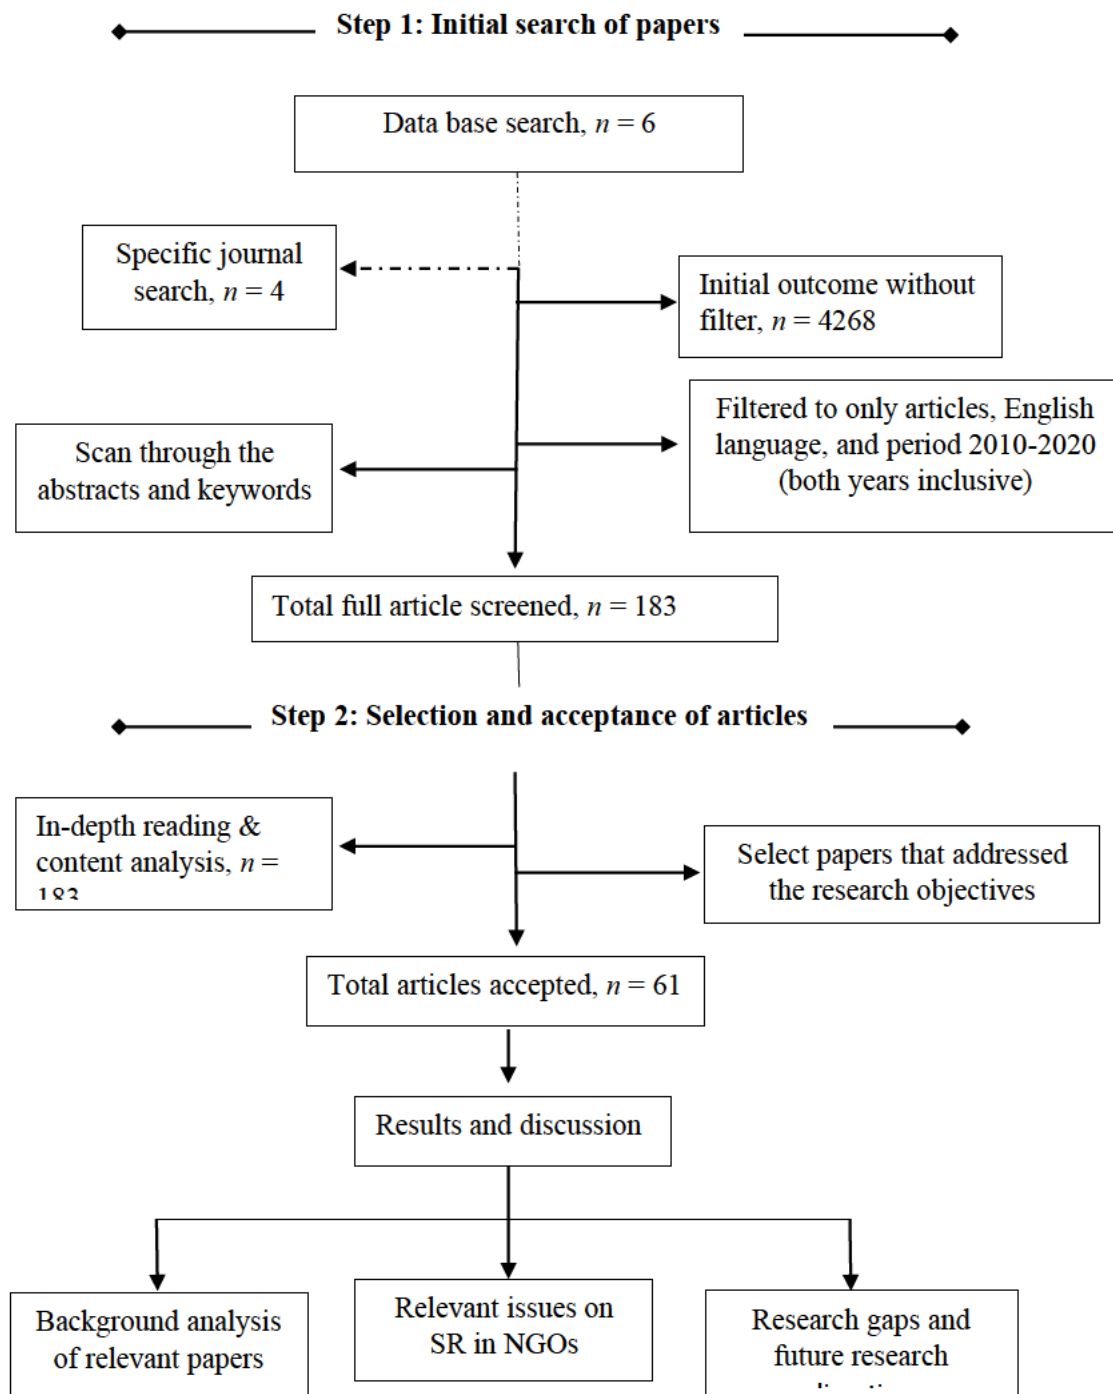 Step 1: Initial search of papers
Data base search, n = 6
Specific journal
search, n = 4
Initial outcome without
filter, n = 4268
Filtered to only articles, English
language, and period 2010-2020
(both years inclusive)
Scan through the
abstracts and keywords
Total full article screened, n = 183
Step 2: Selection and acceptance of articles
In-depth reading &
content analysis, n =
183
Select papers that addressed
the research objectives
Total articles accepted, n = 61
Results and discussion
Background analysis
of relevant papers
Relevant issues on
SR in NGOs
Research gaps and
future research